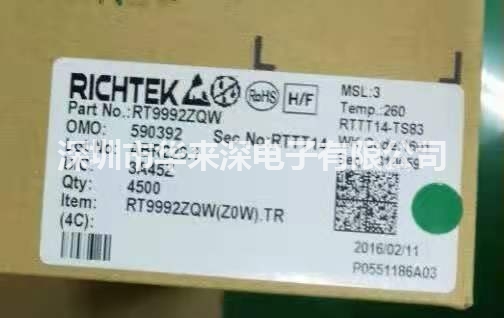 RICHTEK
RoHS
H/F
MSL:3
Temp.:260
Part No.:RT9992ZQW
RTTT14-TS83
OMO: 590392
Sec No:RTTT14
深圳市华来深电子有限公司
3A45Z
Qty: 4500
Item: RT9992ZQW(Z0W).TR
(4C):
2016/02/11
P0551186A03